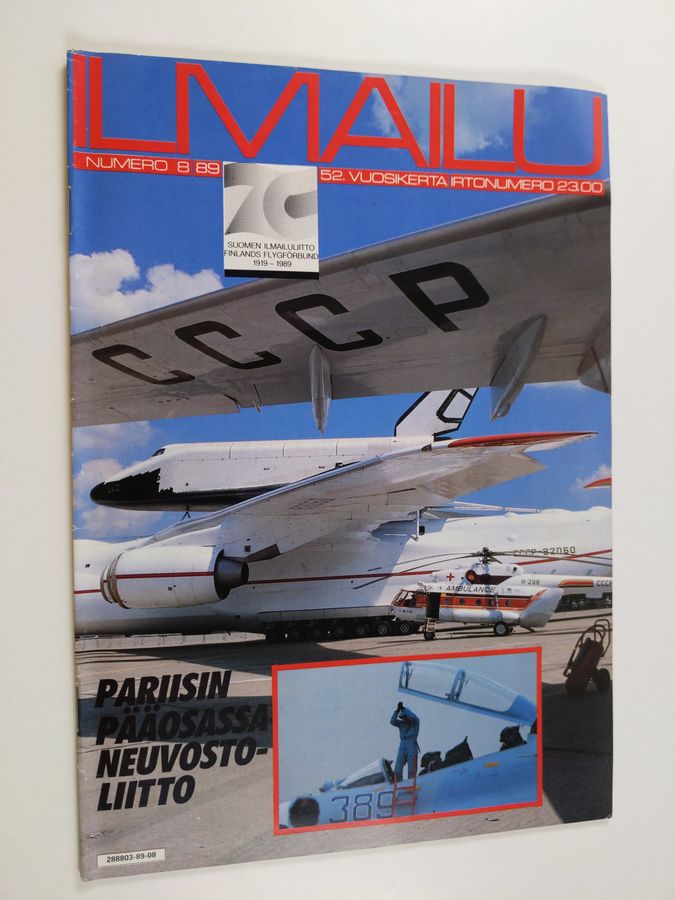 ILMAILU
NUMERO 8 89
52. VUOSIKERTA IRTONUMERO 23.00
70
SUOMEN ILMAILULIITTO
FINLANDS FLYGFÖRBUND
1919 – 1989
CCCP
CCCP-82060
H-298
CCCP
AMBULANCE
PARIISIN
PÄÄOSASSA
NEUVOSTO-
LIITTO
389
288803-89-08